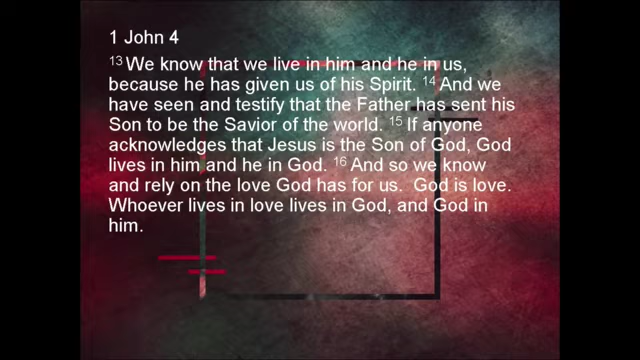 1 John 4
13 We know that we live in him and he in us,
because he has given us of his Spirit. 14 And we
have seen and testify that the Father has sent his
Son to be the Savior of the world. 15 If anyone
acknowledges that Jesus is the Son of God, God
lives in him and he in God. 16 And so we know
and rely on the love God has for us.  God is love.
Whoever lives in love lives in God, and God in
him.